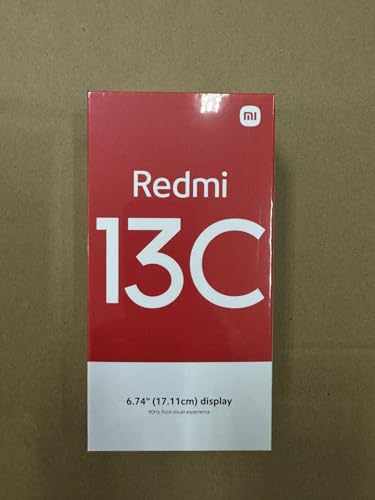 mi
Redmi
13C
6.74" (17.11cm) display
90Hz fluid visual experience